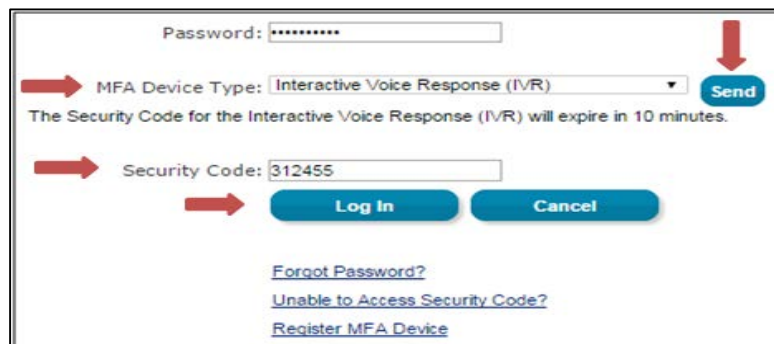 Password: ••••••••••
MFA Device Type: Interactive Voice Response (IVR) Send
The Security Code for the Interactive Voice Response (IVR) will expire in 10 minutes.
Security Code: 312455
Log In Cancel
Forgot Password?
Unable to Access Security Code?
Register MFA Device